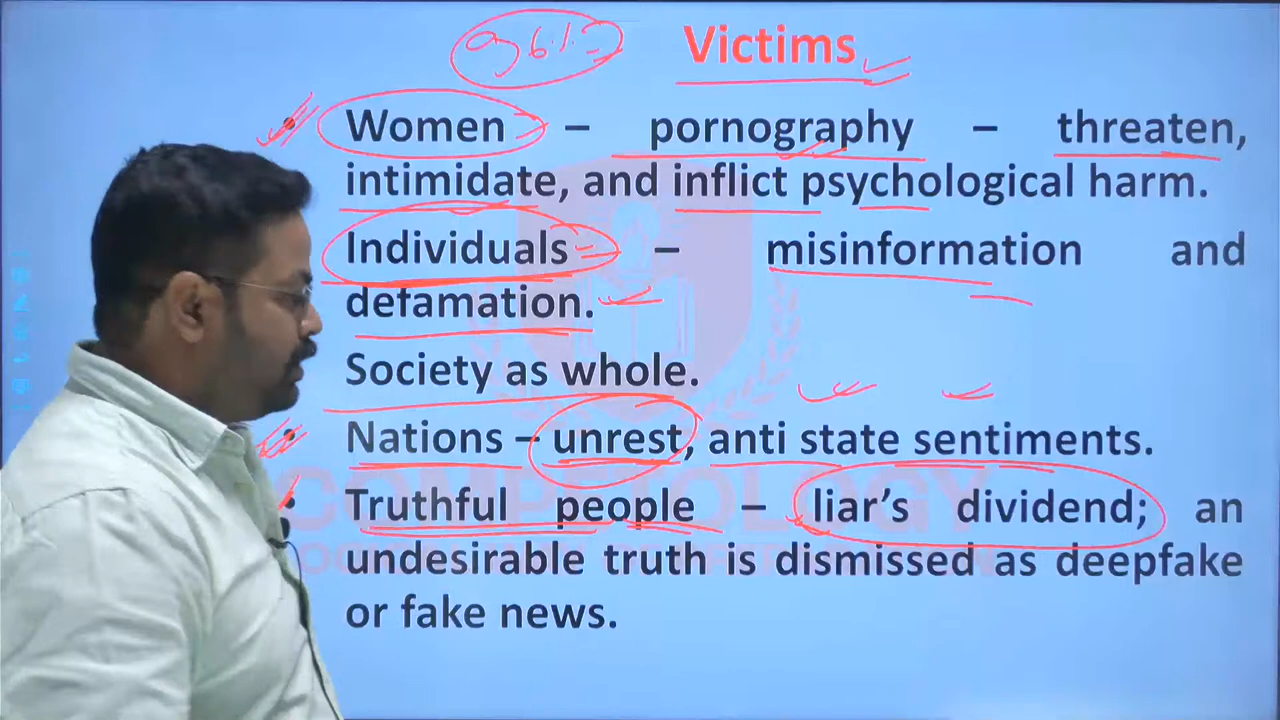 96%
Victims
Women – pornography – threaten,
intimidate, and inflict psychological harm.
Individuals – misinformation and
defamation.
Society as whole.
Nations – unrest, anti state sentiments.
Truthful people – liar's dividend; an
undesirable truth is dismissed as deepfake
or fake news.